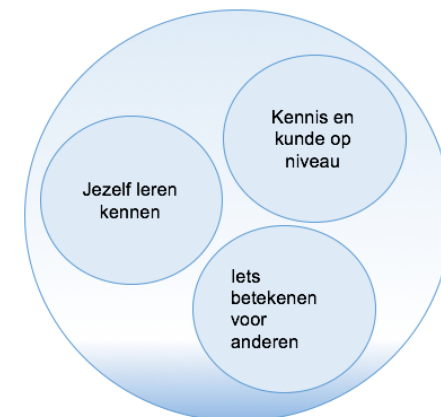 Kennis en
kunde op
niveau
Jezelf leren
kennen
Iets
betekenen
voor
anderen